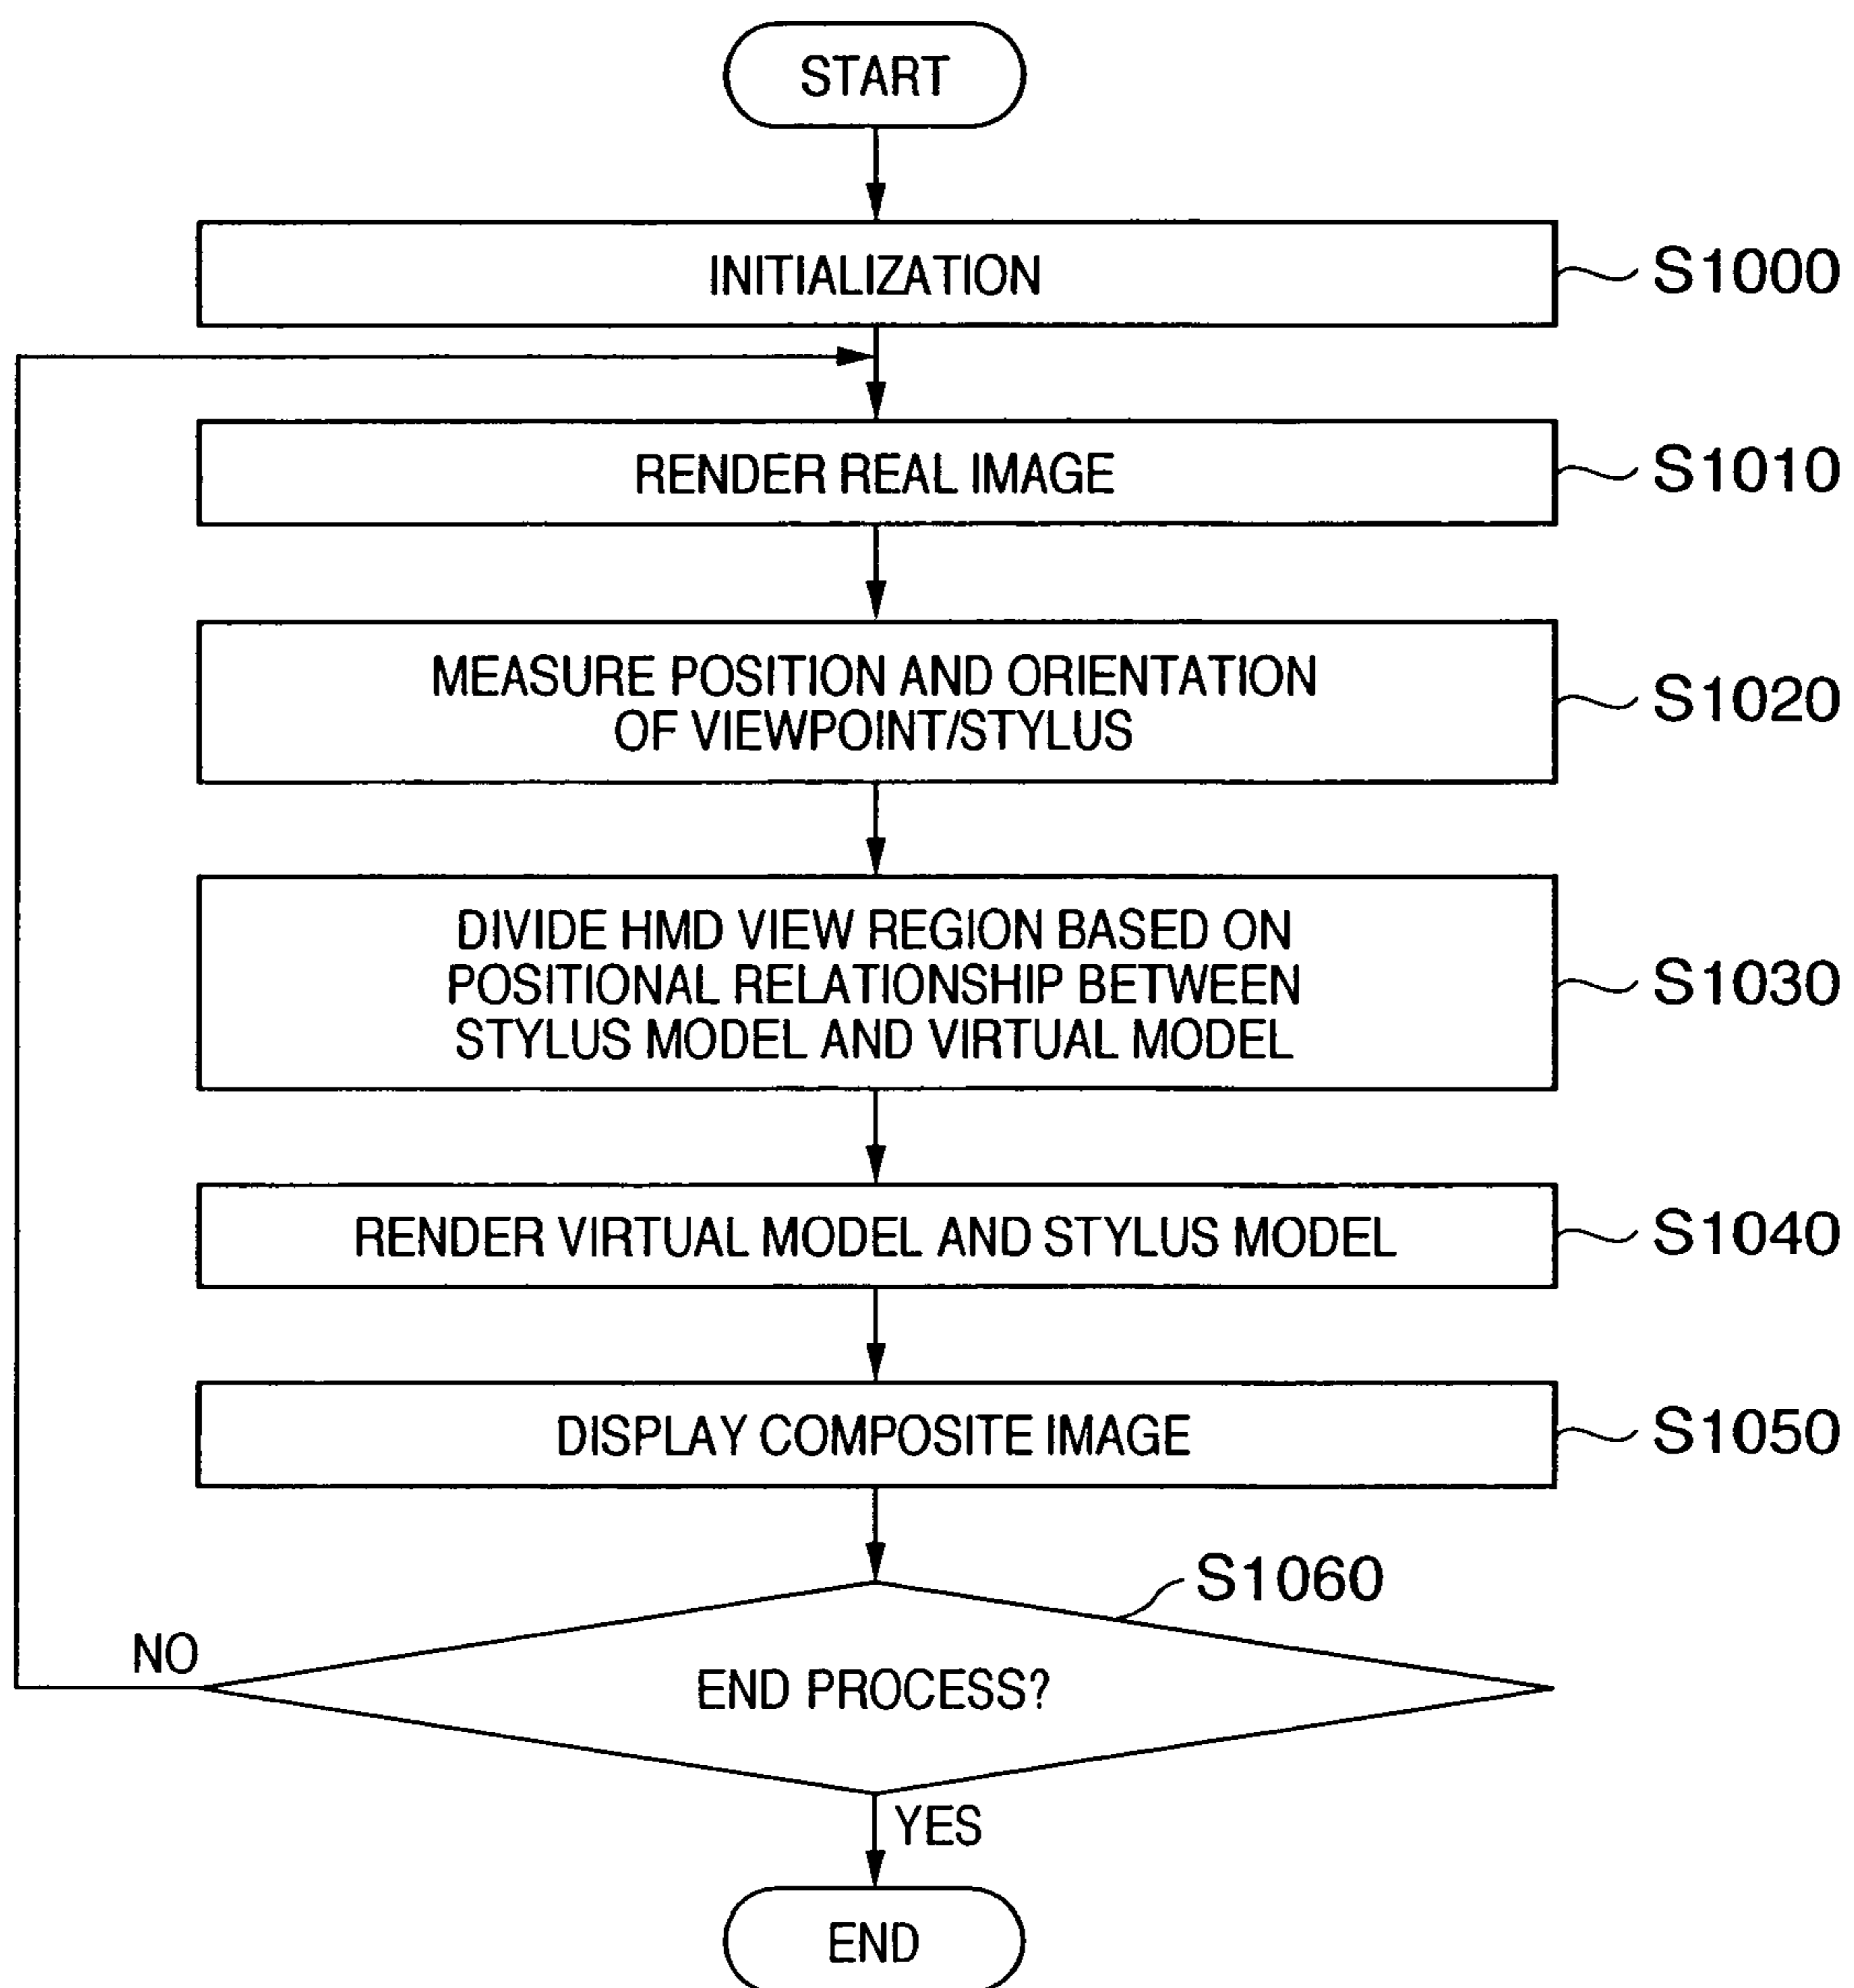 START
INITIALIZATION
S1000
RENDER REAL IMAGE
S1010
MEASURE POSITION AND ORIENTATION
OF VIEWPOINT/STYLUS
S1020
DIVIDE HMD VIEW REGION BASED ON
POSITIONAL RELATIONSHIP BETWEEN
STYLUS MODEL AND VIRTUAL MODEL
S1030
RENDER VIRTUAL MODEL AND STYLUS MODEL
S1040
DISPLAY COMPOSITE IMAGE
S1050
S1060
NO
END PROCESS?
YES
END